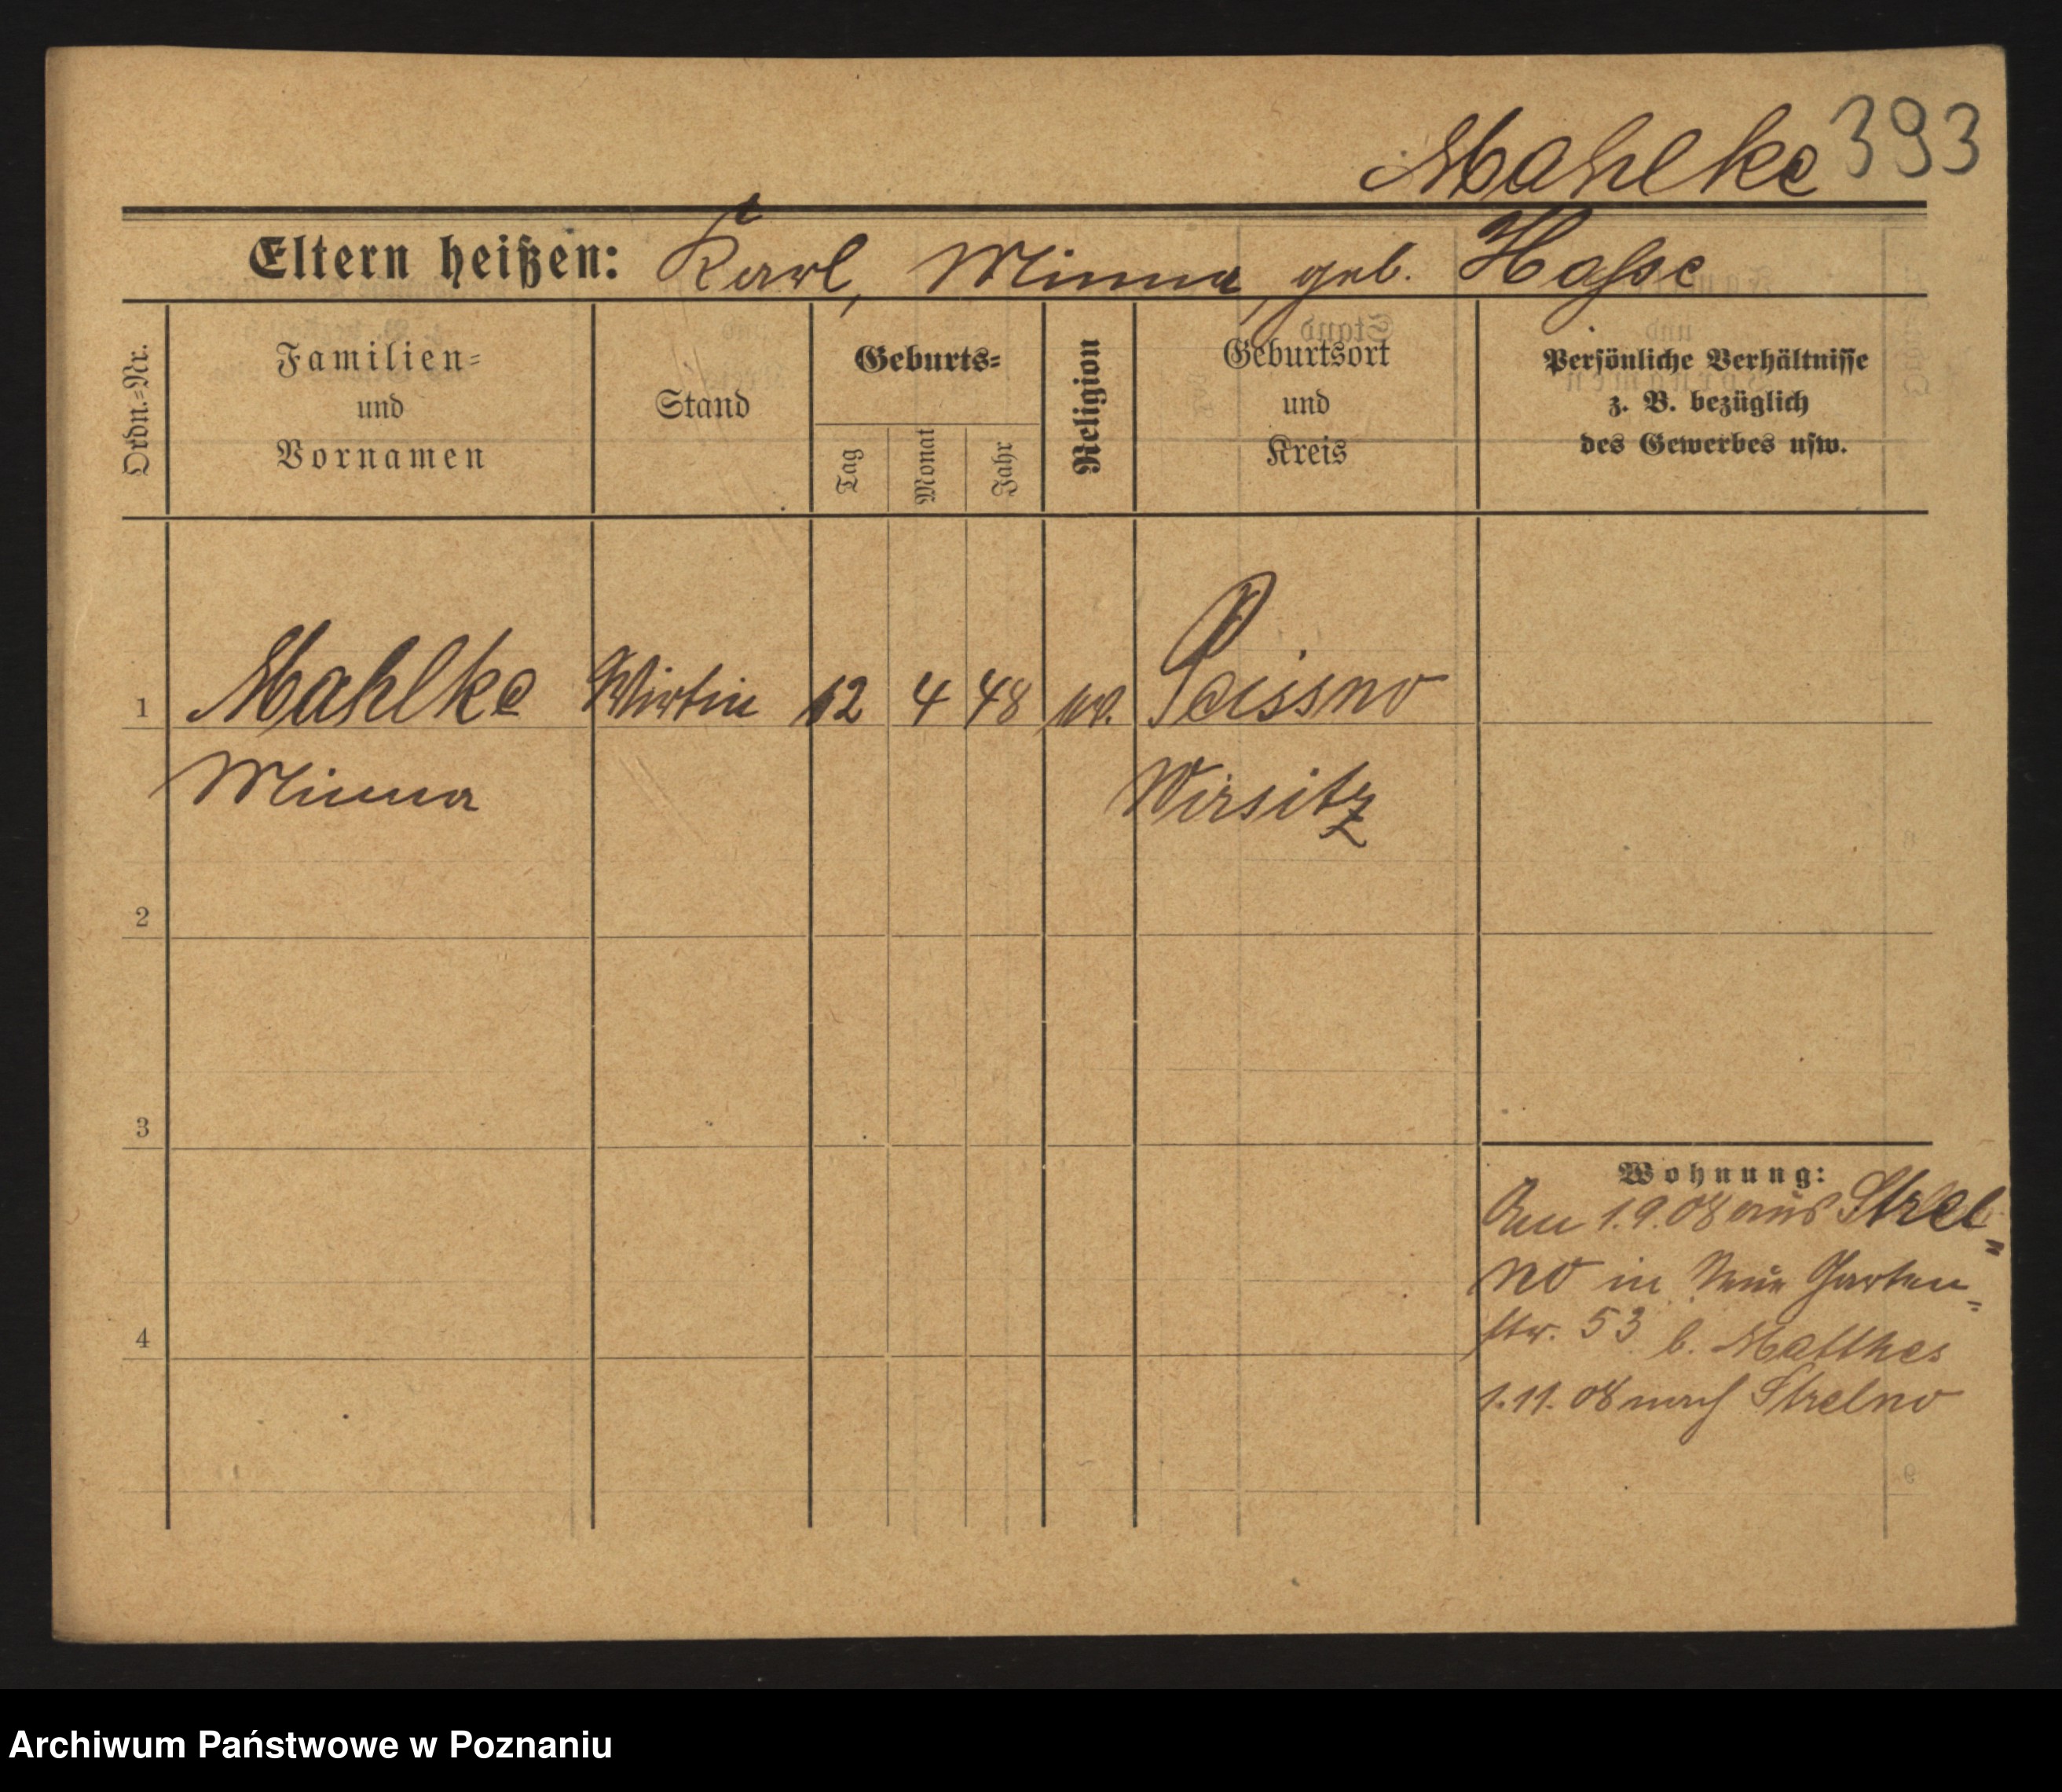 Mahlke 393
Eltern heißen: Karl, Minna, geb. Hasse
Ordn.-Nr.
Familien-
und
Vornamen
Stand
Geburts-
Tag
Monat
Jahr
Religion
Geburtsort
und
Kreis
Persönliche Verhältnisse
z. B. bezüglich
des Gewerbes usw.
1 Mahlke Wirtin 12 4 48 ev. Peissno
Minna Wirsitz
2
3
Wohnung:
Am 1.9.08 aus Strel=
no in Neue Garten=
4 str. 53 b. Matthes
1.11.08 nach Strelno
Archiwum Państwowe w Poznaniu